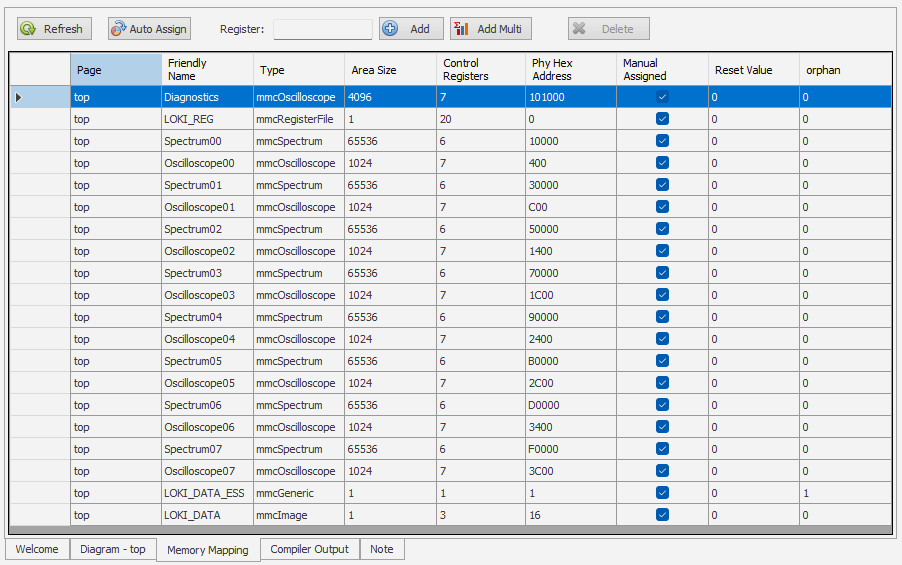 Refresh Auto Assign Register: Add Add Multi Delete
Page Friendly Name Type Area Size Control Registers Phy Hex Address Manual Assigned Reset Value orphan
top Diagnostics mmcOscilloscope 4096 7 101000 0 0
top LOKI_REG mmcRegisterFile 1 20 0 0 0
top Spectrum00 mmcSpectrum 65536 6 10000 0 0
top Oscilloscope00 mmcOscilloscope 1024 7 400 0 0
top Spectrum01 mmcSpectrum 65536 6 30000 0 0
top Oscilloscope01 mmcOscilloscope 1024 7 C00 0 0
top Spectrum02 mmcSpectrum 65536 6 50000 0 0
top Oscilloscope02 mmcOscilloscope 1024 7 1400 0 0
top Spectrum03 mmcSpectrum 65536 6 70000 0 0
top Oscilloscope03 mmcOscilloscope 1024 7 1C00 0 0
top Spectrum04 mmcSpectrum 65536 6 90000 0 0
top Oscilloscope04 mmcOscilloscope 1024 7 2400 0 0
top Spectrum05 mmcSpectrum 65536 6 B0000 0 0
top Oscilloscope05 mmcOscilloscope 1024 7 2C00 0 0
top Spectrum06 mmcSpectrum 65536 6 D0000 0 0
top Oscilloscope06 mmcOscilloscope 1024 7 3400 0 0
top Spectrum07 mmcSpectrum 65536 6 F0000 0 0
top Oscilloscope07 mmcOscilloscope 1024 7 3C00 0 0
top LOKI_DATA_ESS mmcGeneric 1 1 1 0 1
top LOKI_DATA mmcImage 1 3 16 0 0
Welcome Diagram - top Memory Mapping Compiler Output Note